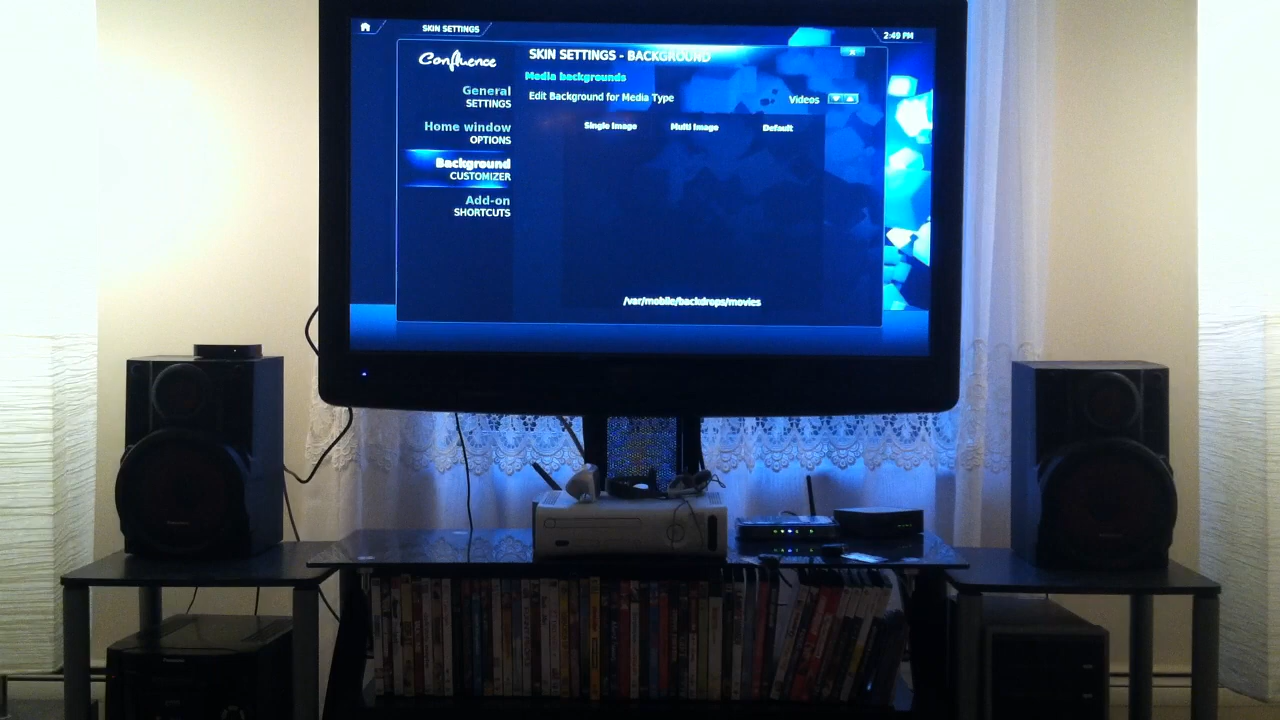 SKIN SETTINGS
2:49 PM
Confluence
SKIN SETTINGS - BACKGROUND
Media backgrounds
General
SETTINGS
Edit Background for Media Type
Videos
Home window
OPTIONS
Single Image
Multi Image
Default
Background
CUSTOMIZER
Add-on
SHORTCUTS
/var/mobile/backdrops/movies